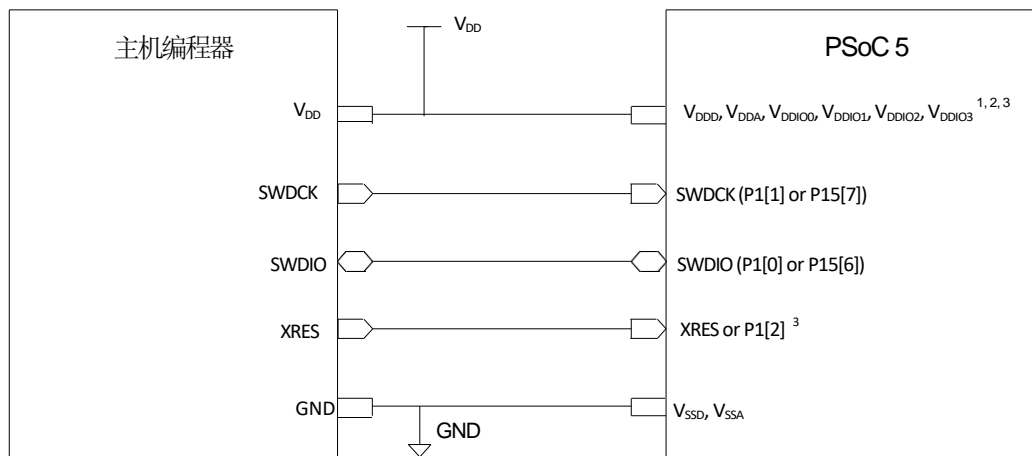 主机编程器
PSoC 5
V_DD
V_DD
V_DDD, V_DDA, V_DDIO0, V_DDIO1, V_DDIO2, V_DDIO3 1, 2, 3
SWDCK
SWDCK (P1[1] or P15[7])
SWDIO
SWDIO (P1[0] or P15[6])
XRES
XRES or P1[2] 3
GND
GND
V_SSD, V_SSA